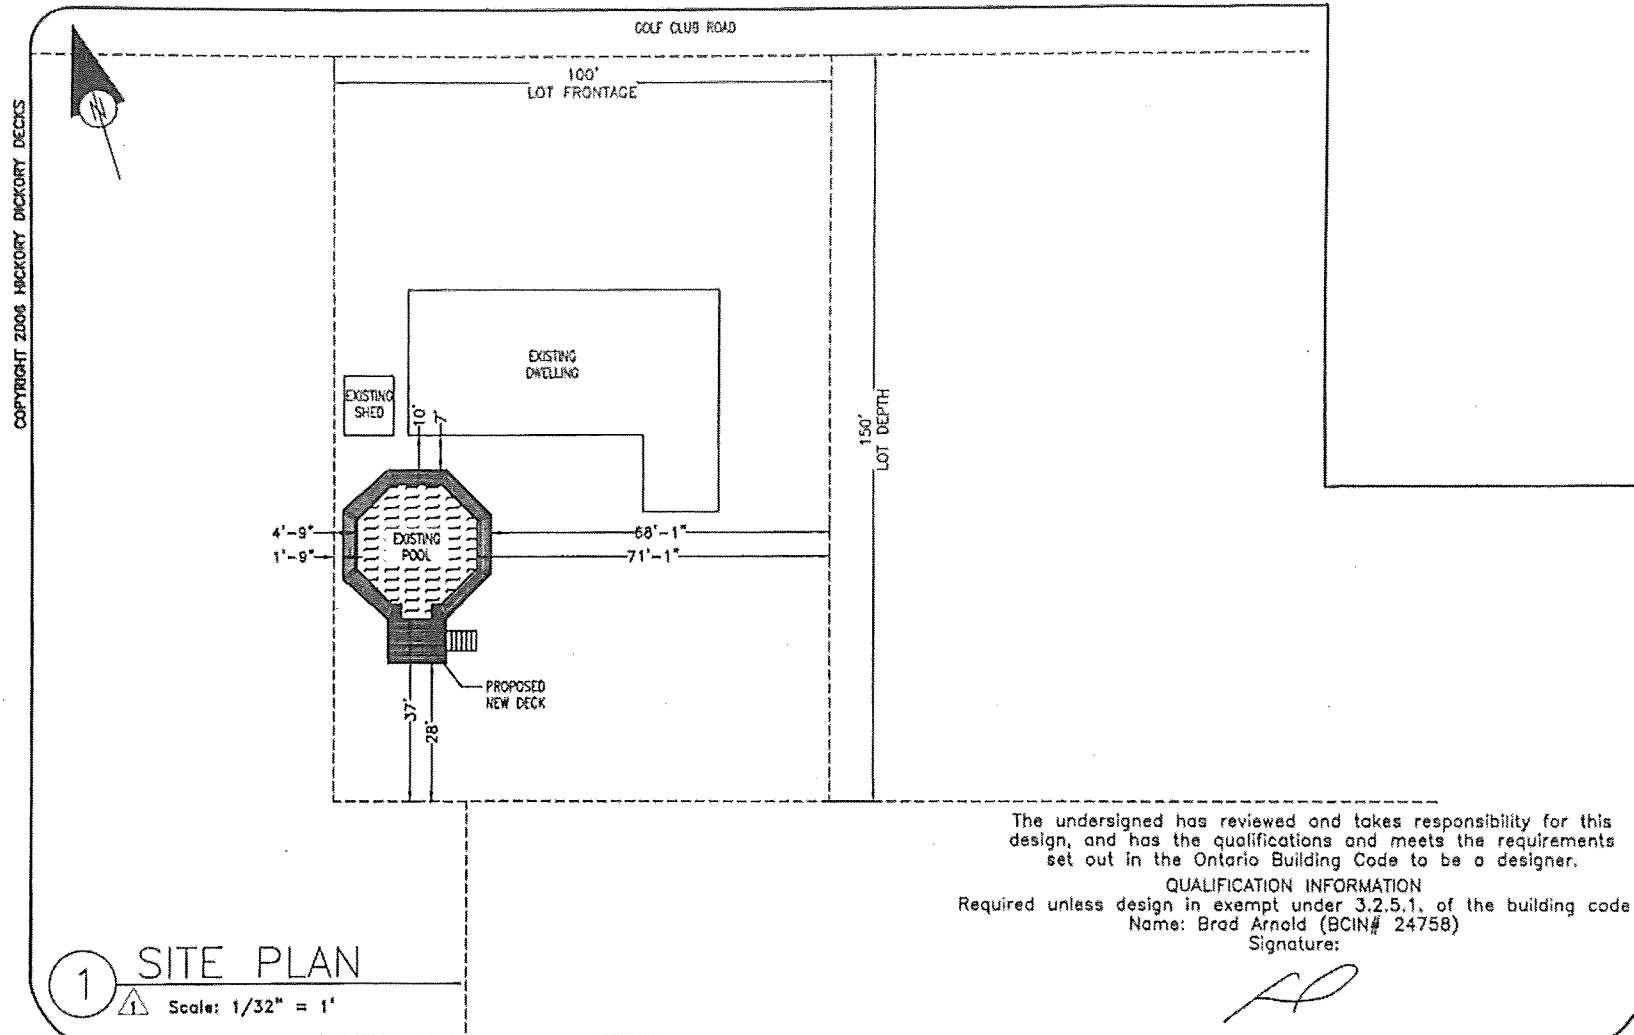 GOLF CLUB ROAD
COPYRIGHT 2006 HICKORY DICKORY DECKS
N
100'
LOT FRONTAGE
EXISTING
DWELLING
EXISTING
SHED
10'
7'
150'
LOT DEPTH
4'-9"
1'-9"
EXISTING
POOL
68'-1"
71'-1"
PROPOSED
NEW DECK
37'
28'
The undersigned has reviewed and takes responsibility for this
design, and has the qualifications and meets the requirements
set out in the Ontario Building Code to be a designer.
QUALIFICATION INFORMATION
Required unless design in exempt under 3.2.5.1. of the building code
Name: Brad Arnold (BCIN# 24758)
Signature:
1
SITE PLAN
1
Scale: 1/32" = 1'